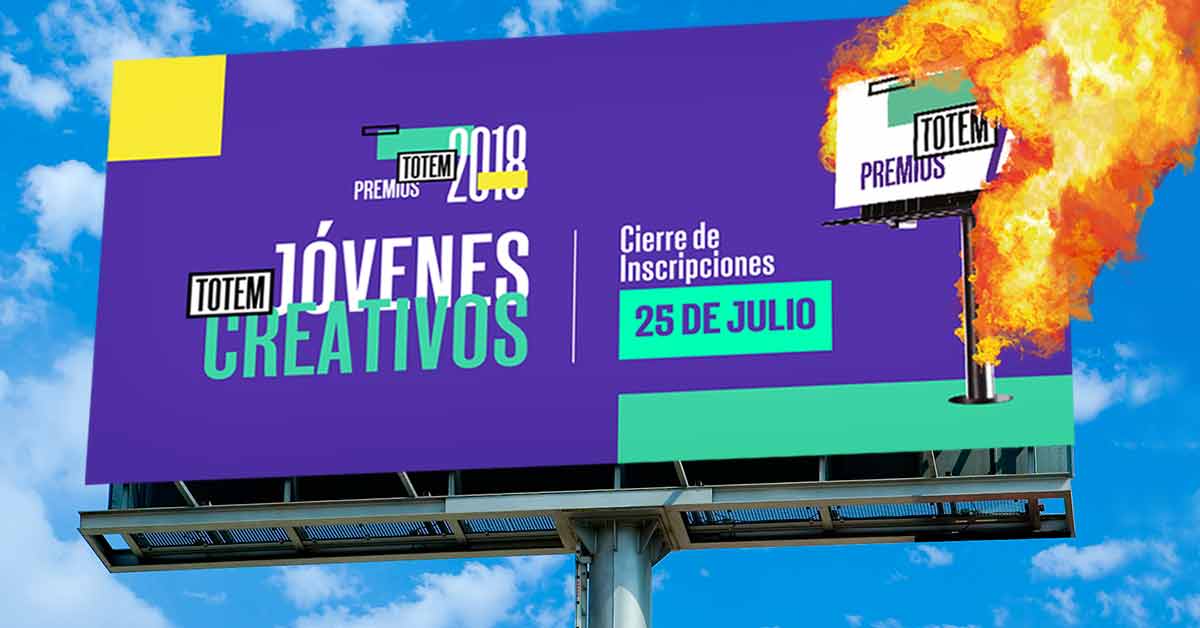 TOTEM
PREMIOS 2018
JÓVENES
TOTEM
CREATIVOS
Cierre de
Inscripciones
25 DE JULIO
TOTEM
PREMIOS